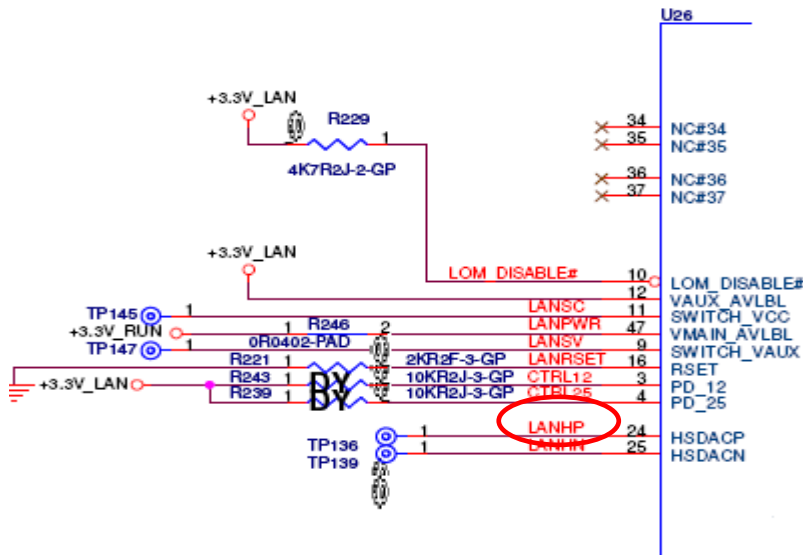 U26
+3.3V_LAN
R229
1
4K7R2J-2-GP
34 NC#34
35 NC#35
36 NC#36
37 NC#37
+3.3V_LAN
LOM_DISABLE# 10 LOM_DISABLE#
12 VAUX_AVLBL
TP145 1 LANSC 11 SWITCH_VCC
+3.3V_RUN 1 R246 2 LANPWR 47 VMAIN_AVLBL
TP147 1 0R0402-PAD LANSV 9 SWITCH_VAUX
R221 1 2KR2F-3-GP LANRSET 16 RSET
+3.3V_LAN R243 1 DY 10KR2J-3-GP CTRL12 3 PD_12
R239 1 DY 10KR2J-3-GP CTRL25 4 PD_25
TP136 1 LANHP 24 HSDACP
TP139 1 LANHN 25 HSDACN